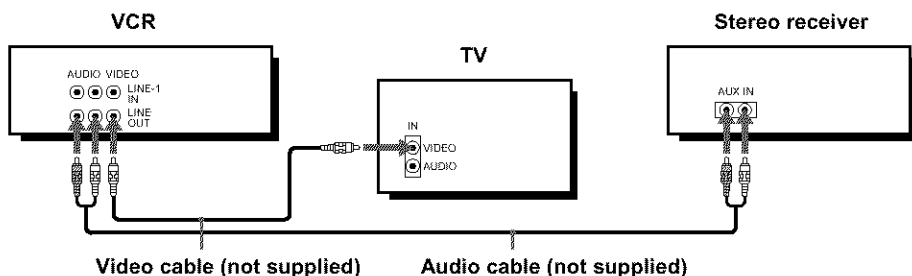 VCR
AUDIO VIDEO
LINE-1
IN
LINE
OUT
TV
IN
VIDEO
AUDIO
Stereo receiver
AUX IN
Video cable (not supplied)
Audio cable (not supplied)